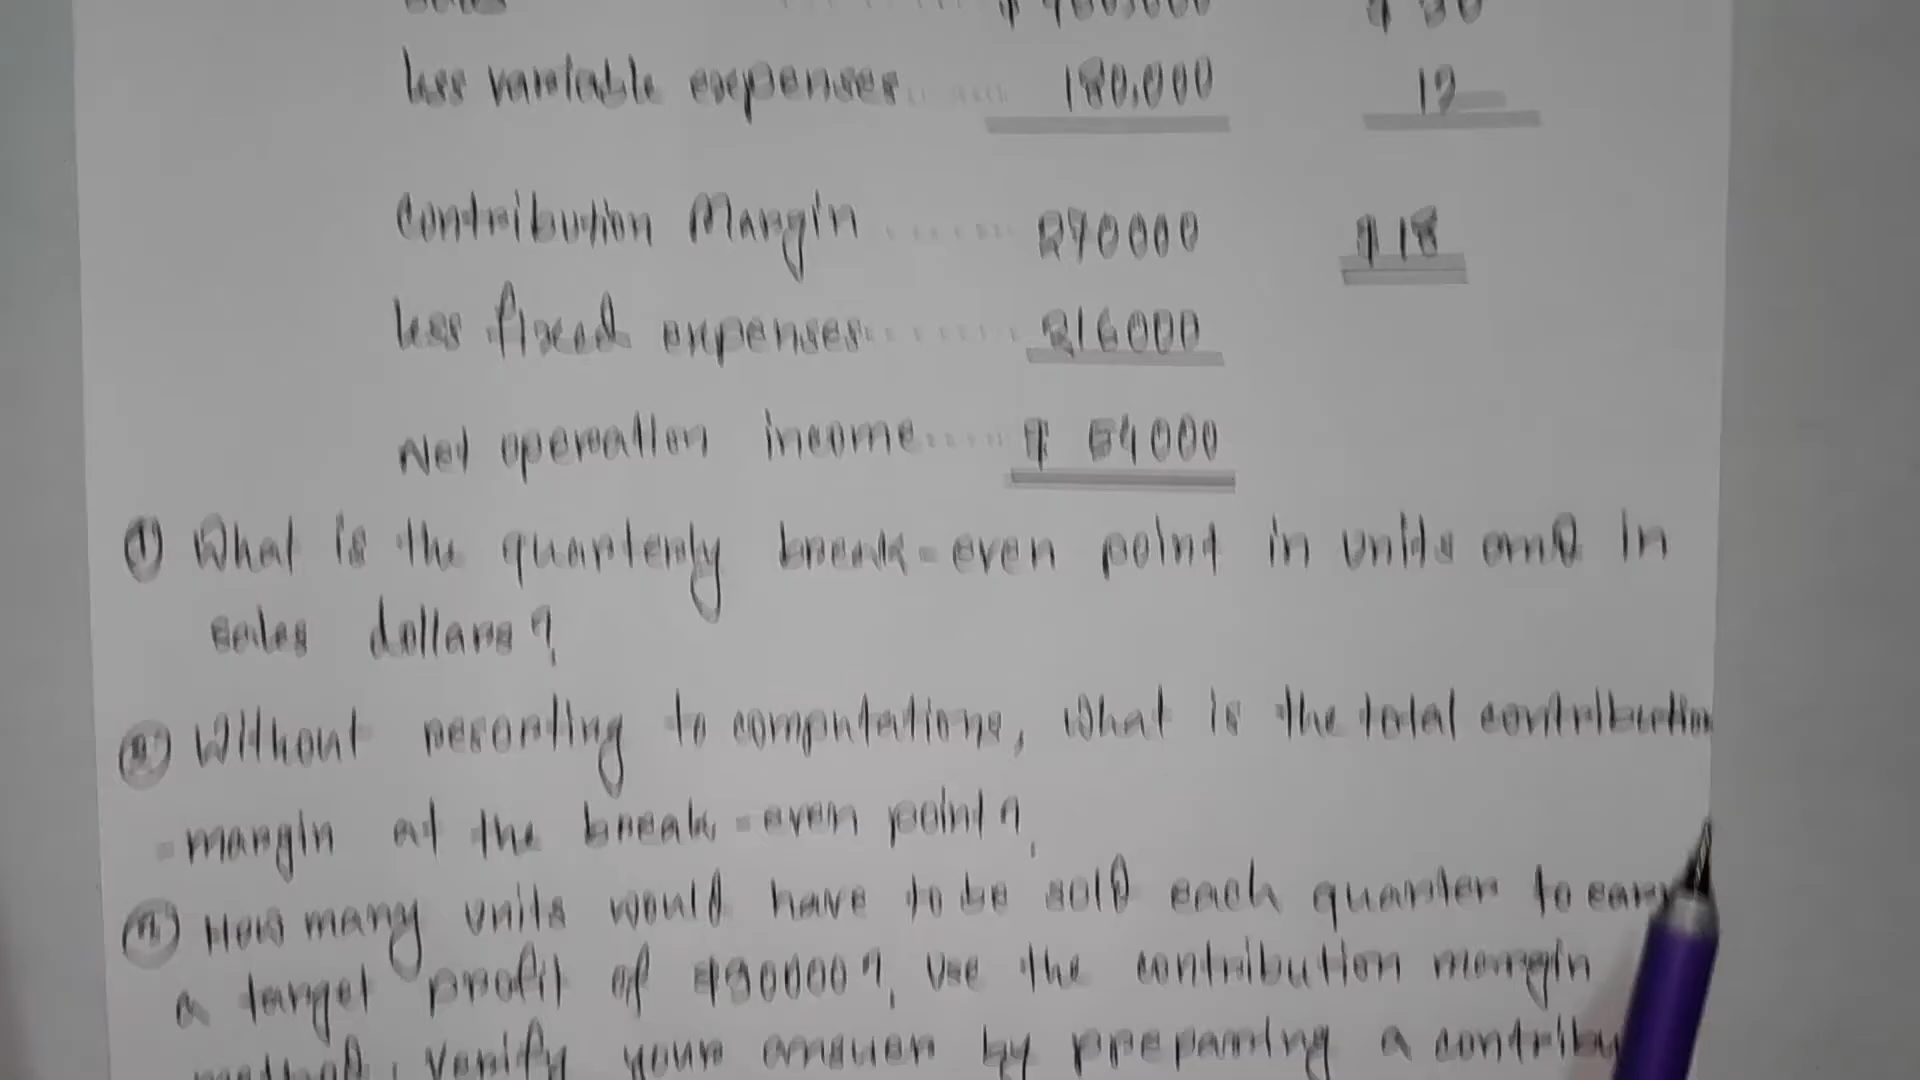 less variable expenses ........ 180,000 12
Contribution Margin ........ 270000 $ 18
less fixed expenses ........ 216000
Net operation income ...... $ 54000
① What is the quarterly break-even point in units and in
sales dollars?
② Without resorting to computations, what is the total contribution
-margin at the break-even point?
③ How many units would have to be sold each quarter to earn
a target profit of $90000? Use the contribution margin
method. Verify your answer by preparing a contribu